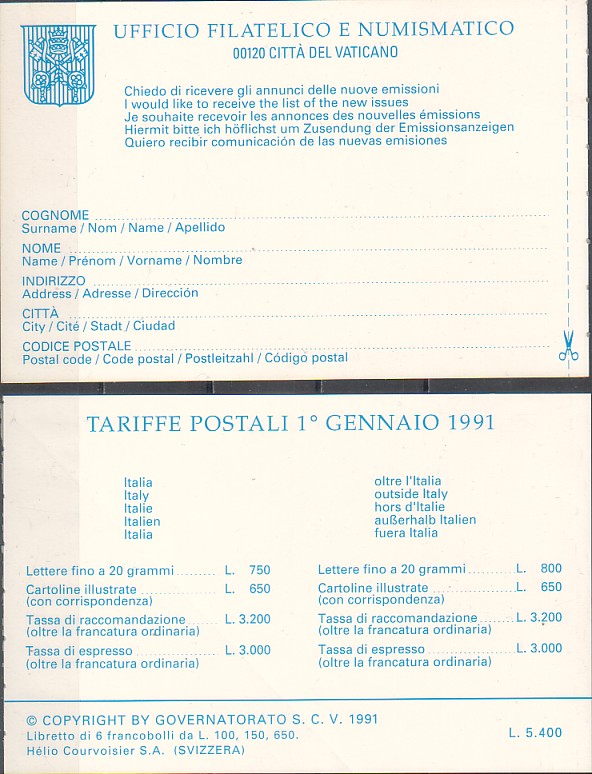 UFFICIO FILATELICO E NUMISMATICO
00120 CITTÀ DEL VATICANO
Chiedo di ricevere gli annunci delle nuove emissioni
I would like to receive the list of the new issues
Je souhaite recevoir les annonces des nouvelles émissions
Hiermit bitte ich höflichst um Zusendung der Emissionsanzeigen
Quiero recibir comunicación de las nuevas emisiones
COGNOME
Surname / Nom / Name / Apellido
NOME
Name / Prénom / Vorname / Nombre
INDIRIZZO
Address / Adresse / Dirección
CITTÀ
City / Cité / Stadt / Ciudad
CODICE POSTALE
Postal code / Code postal / Postleitzahl / Código postal
TARIFFE POSTALI 1° GENNAIO 1991
Italia
Italy
Italie
Italien
Italia
oltre l'Italia
outside Italy
hors d'Italie
außerhalb Italien
fuera Italia
Lettere fino a 20 grammi L. 750
Cartoline illustrate L. 650
(con corrispondenza)
Tassa di raccomandazione L. 3.200
(oltre la francatura ordinaria)
Tassa di espresso L. 3.000
(oltre la francatura ordinaria)
Lettere fino a 20 grammi L. 800
Cartoline illustrate L. 650
(con corrispondenza)
Tassa di raccomandazione L. 3.200
(oltre la francatura ordinaria)
Tassa di espresso L. 3.000
(oltre la francatura ordinaria)
© COPYRIGHT BY GOVERNATORATO S. C. V. 1991
Libretto di 6 francobolli da L. 100, 150, 650.
Hélio Courvoisier S.A. (SVIZZERA)
L. 5.400